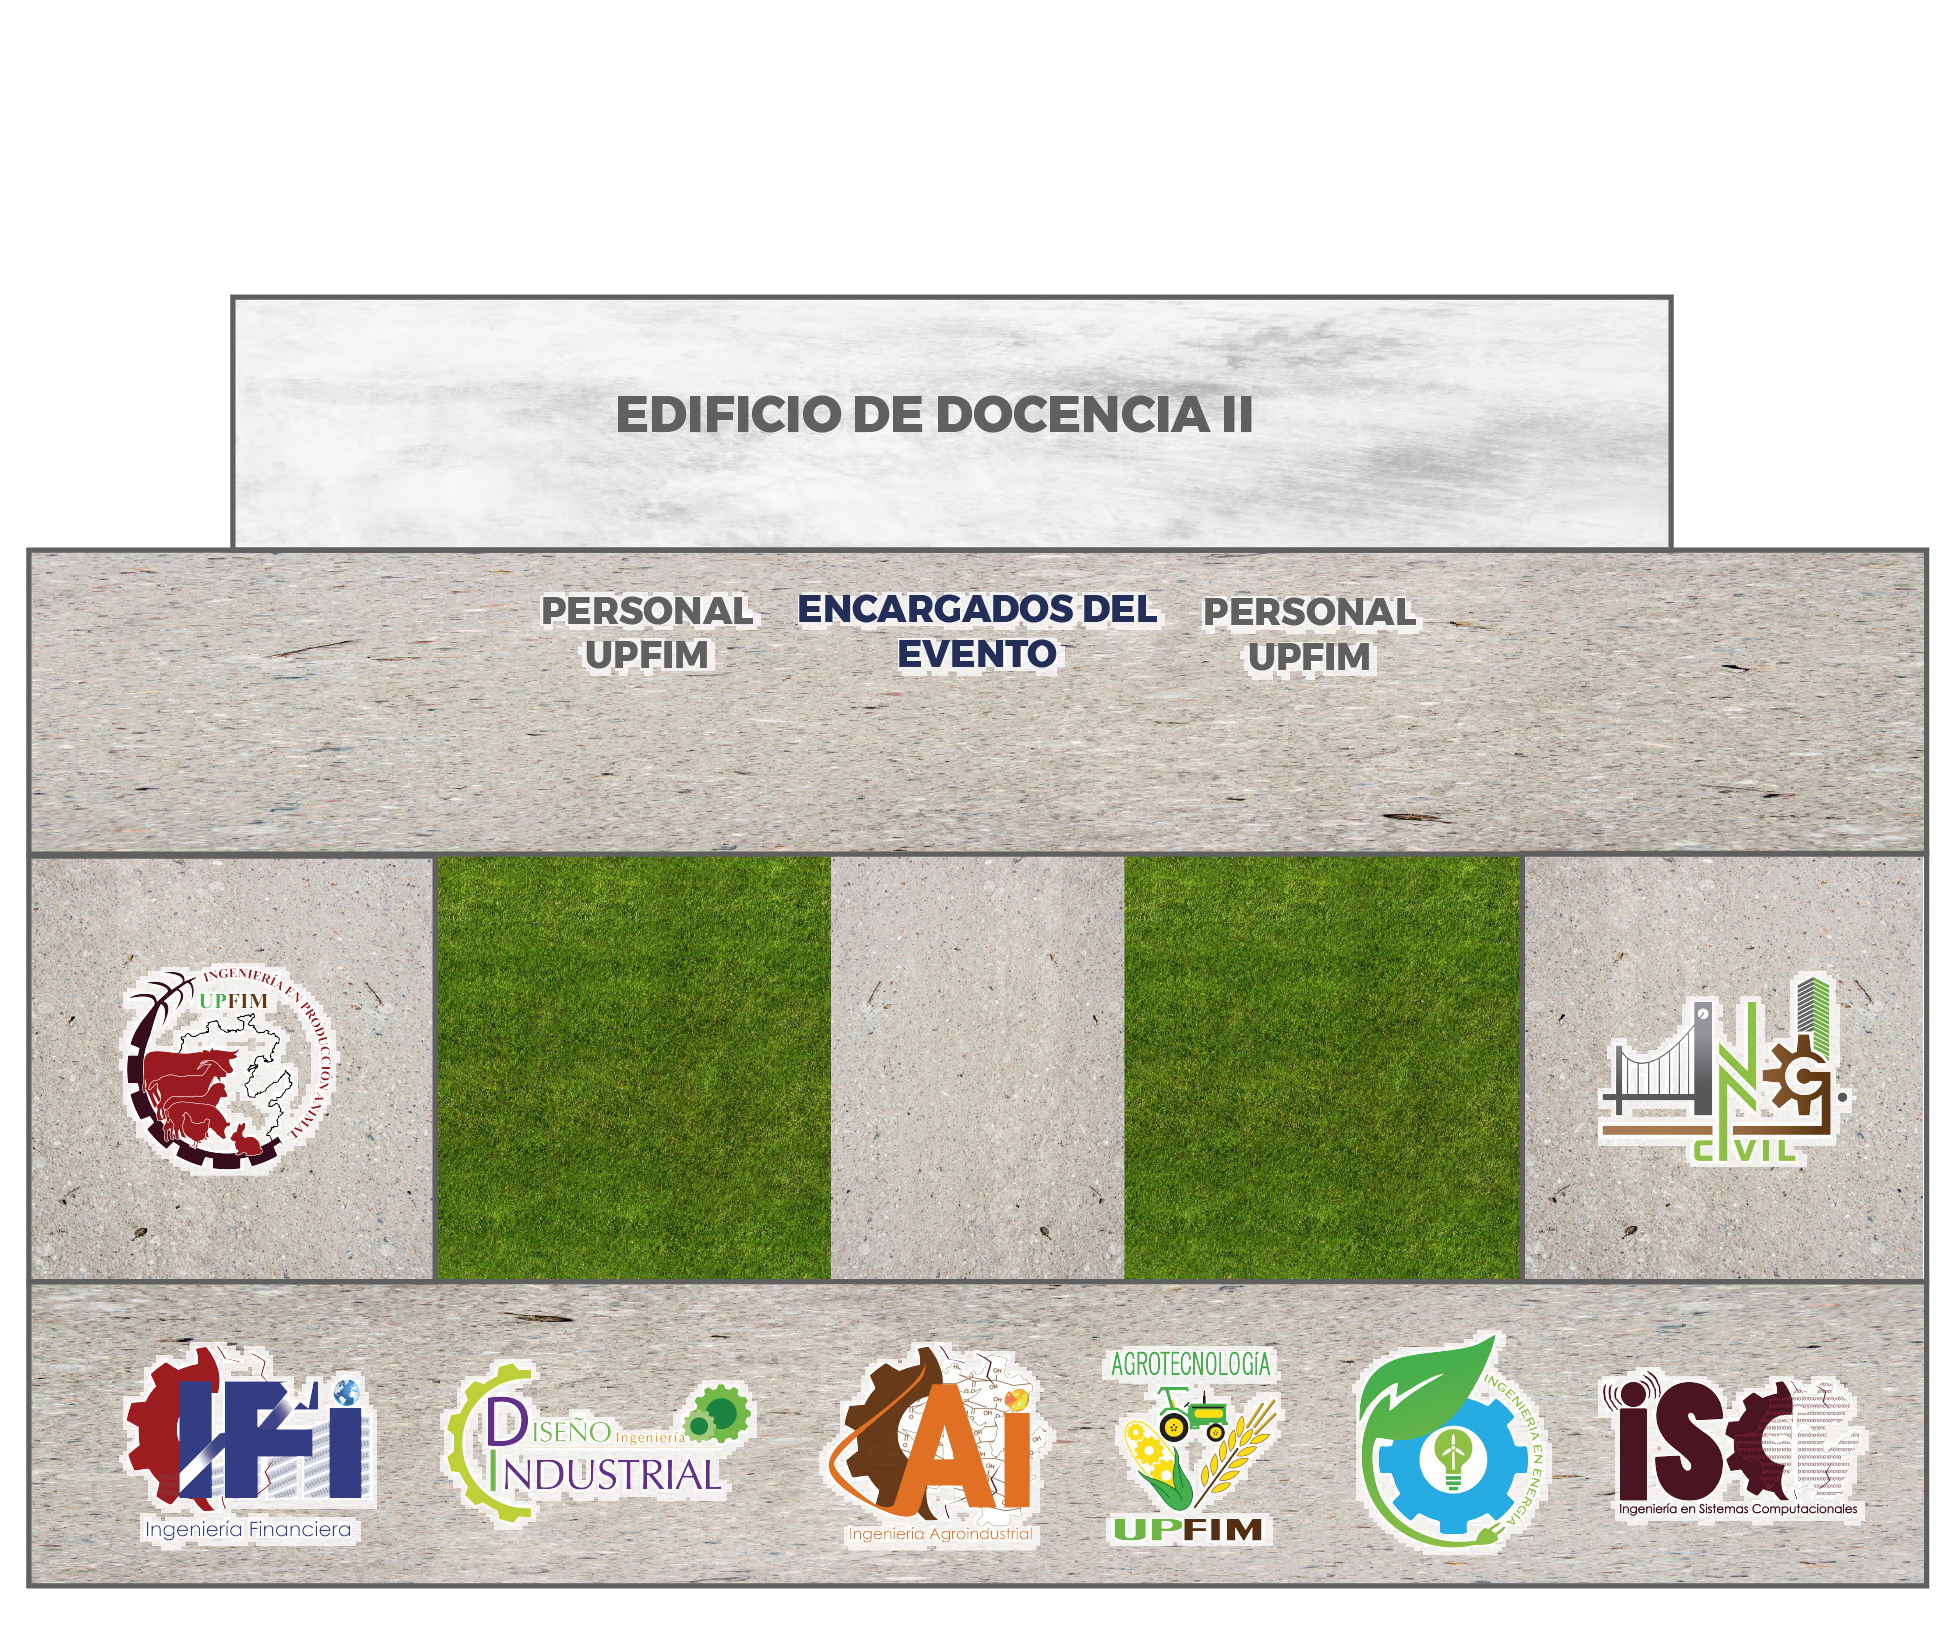 EDIFICIO DE DOCENCIA II
PERSONAL
UPFIM
ENCARGADOS DEL
EVENTO
PERSONAL
UPFIM
INGENIERÍA EN PRODUCCIÓN ANIMAL
UPFIM
ING.
CIVIL
IFi
Ingeniería Financiera
DISEÑO Ingeniería
INDUSTRIAL
Ai
Ingeniería Agroindustrial
AGROTECNOLOGÍA
UPFIM
INGENIERÍA EN ENERGÍA
iSC
Ingeniería en Sistemas Computacionales